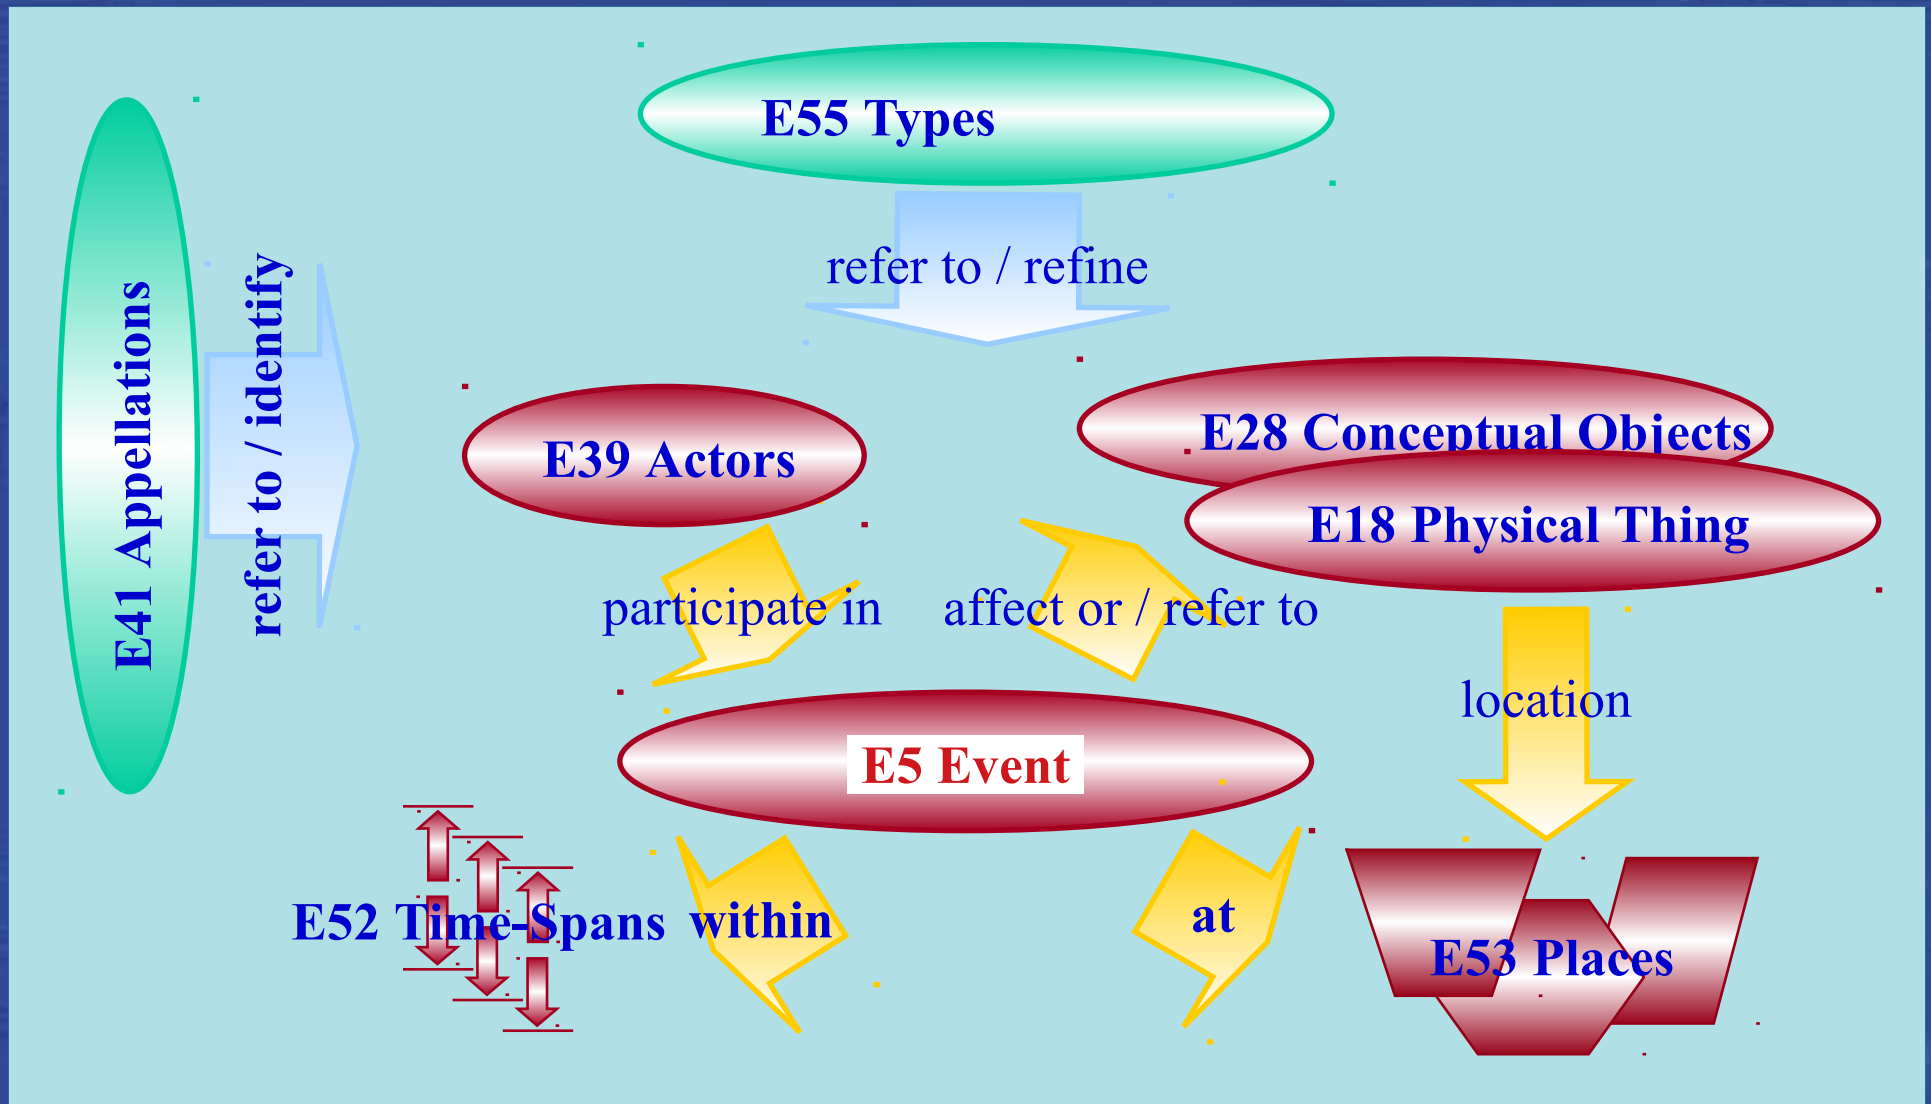 E55 Types
refer to / refine
E41 Appellations
refer to / identify
E39 Actors
E28 Conceptual Objects
E18 Physical Thing
participate in
affect or / refer to
location
E5 Event
E52 Time-Spans
within
at
E53 Places